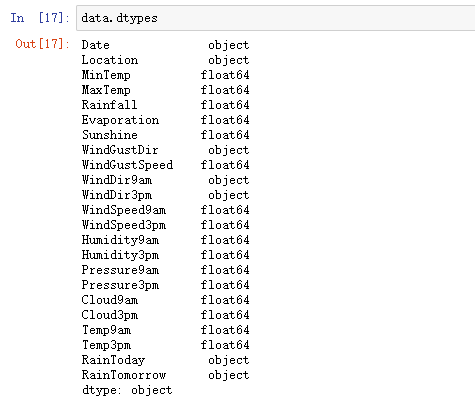 In [17]: data.dtypes
Out[17]: Date object
Location object
MinTemp float64
MaxTemp float64
Rainfall float64
Evaporation float64
Sunshine float64
WindGustDir object
WindGustSpeed float64
WindDir9am object
WindDir3pm object
WindSpeed9am float64
WindSpeed3pm float64
Humidity9am float64
Humidity3pm float64
Pressure9am float64
Pressure3pm float64
Cloud9am float64
Cloud3pm float64
Temp9am float64
Temp3pm float64
RainToday object
RainTomorrow object
dtype: object